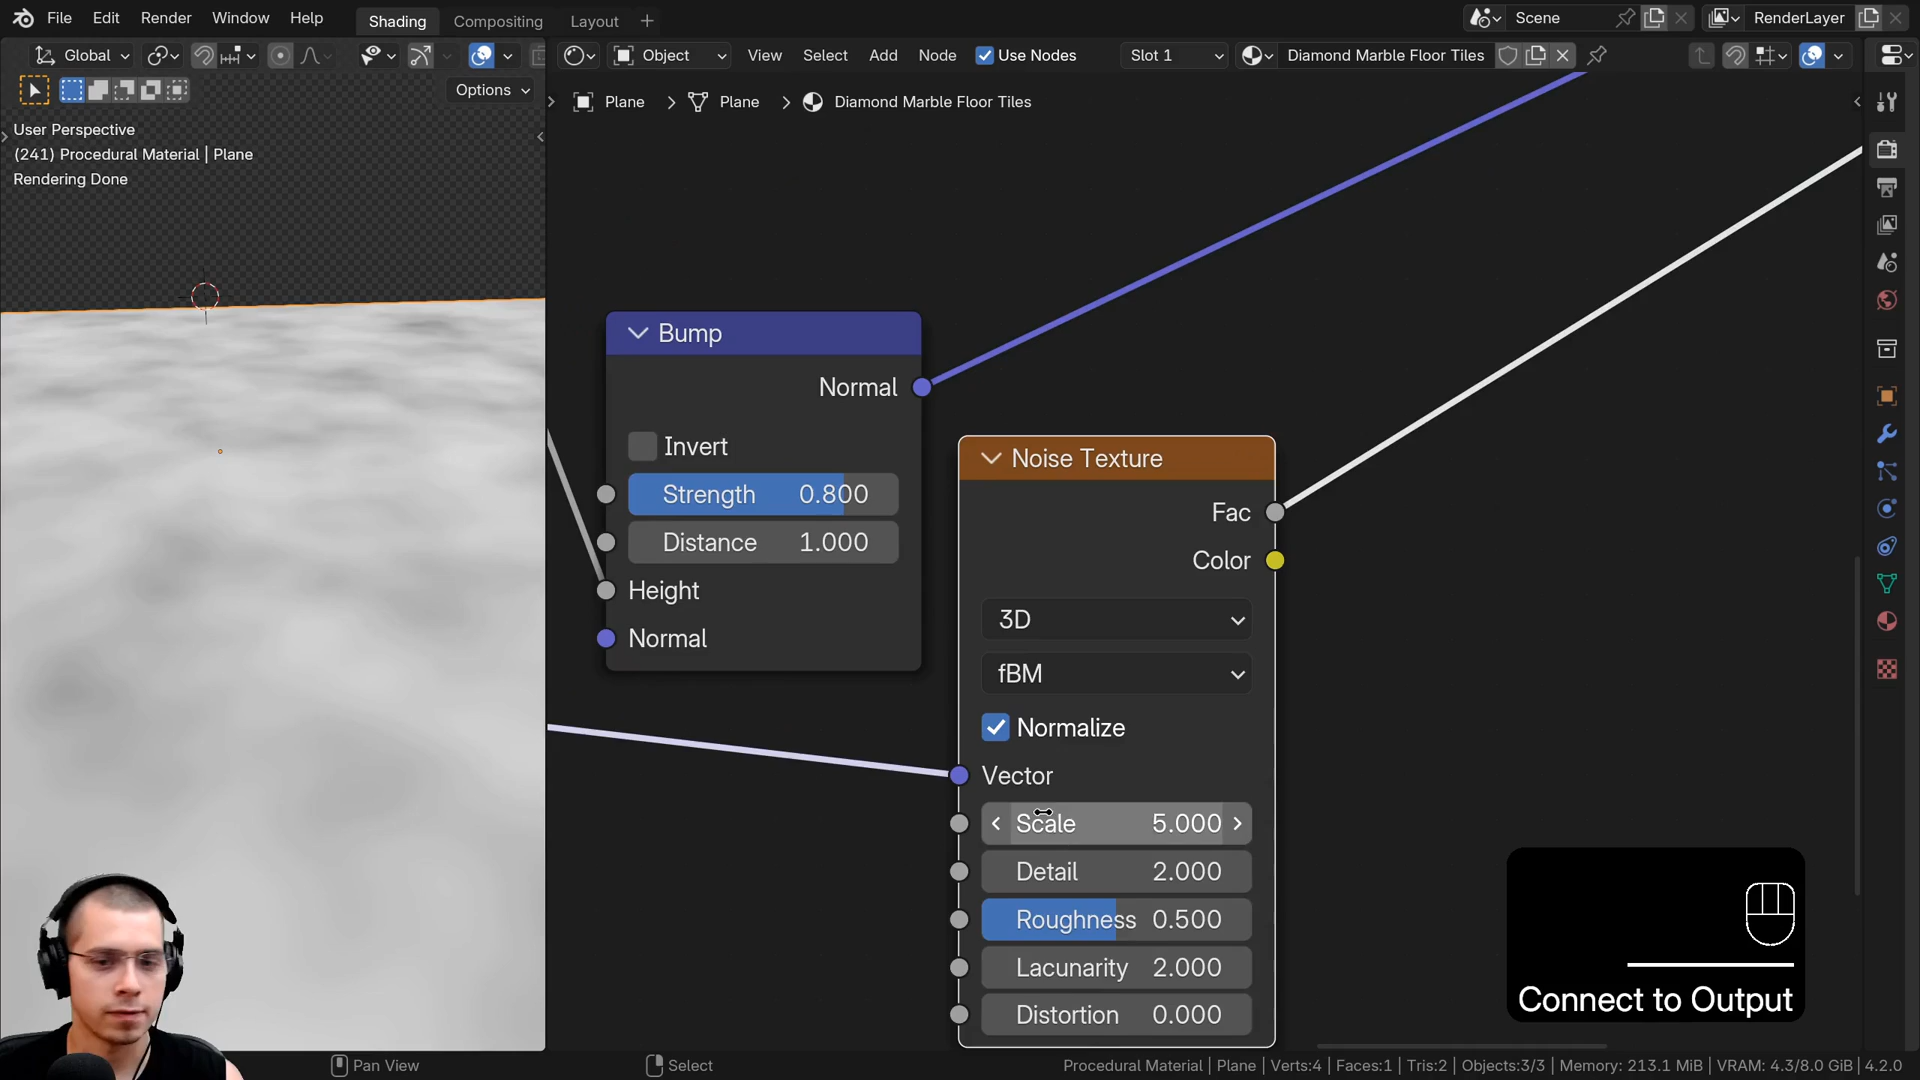 File Edit Render Window Help Shading Compositing Layout Scene RenderLayer
Global Object View Select Add Node Use Nodes Slot 1 Diamond Marble Floor Tiles
Options
Plane Plane Diamond Marble Floor Tiles
User Perspective
(241) Procedural Material | Plane
Rendering Done
Bump
Normal
Invert
Strength 0.800
Distance 1.000
Height
Normal
Noise Texture
Fac
Color
3D
fBM
Normalize
Vector
Scale 5.000
Detail 2.000
Roughness 0.500
Lacunarity 2.000
Distortion 0.000
Connect to Output
Pan View Select Procedural Material | Plane | Verts:4 | Faces:1 | Tris:2 | Objects:3/3 | Memory: 213.1 MiB | VRAM: 4.3/8.0 GiB | 4.2.0